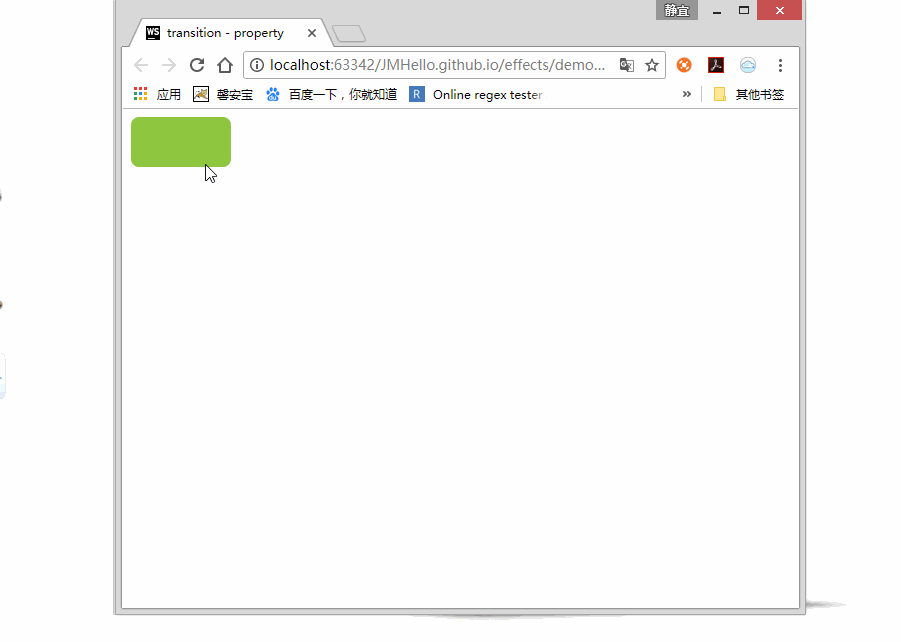 静宜
WS transition - property
localhost:63342/JMHello.github.io/effects/demo...
应用 馨安宝 百度一下，你就知道 R Online regex tester » 其他书签